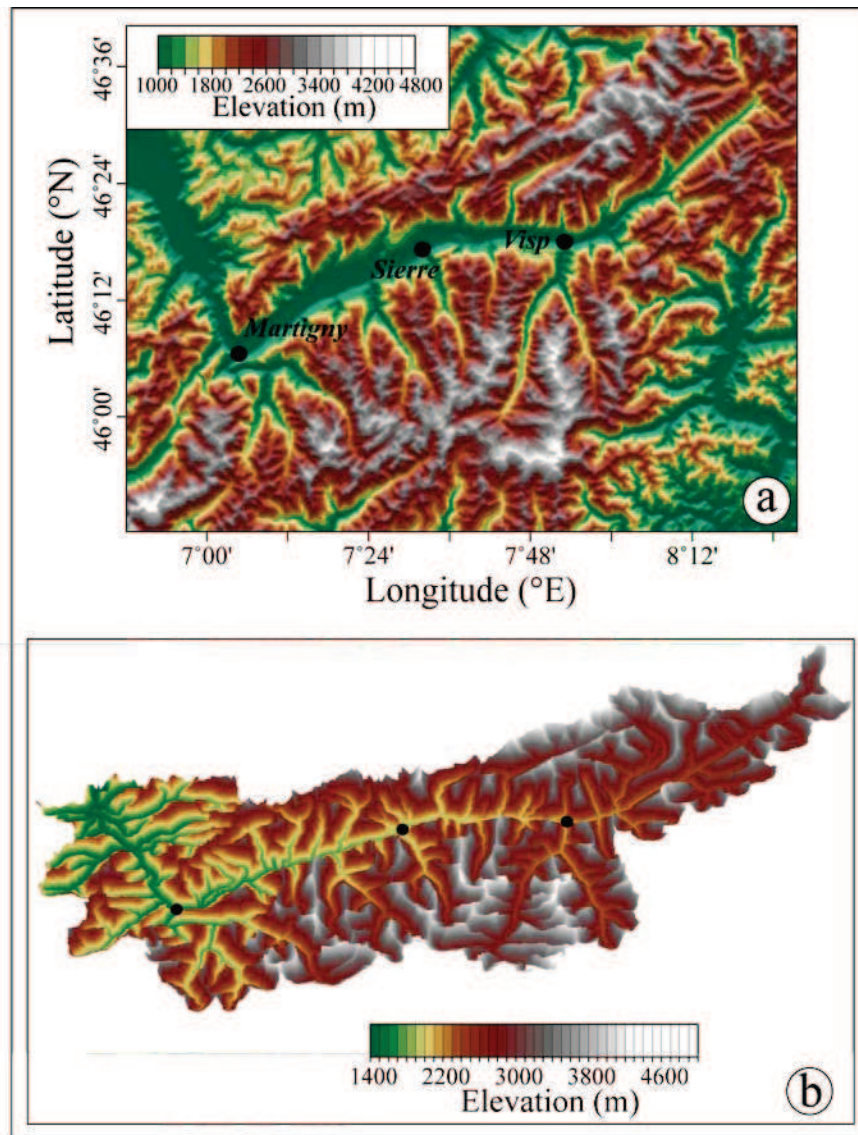 1000 1800 2600 3400 4200 4800
Elevation (m)
46°36'
46°24'
46°12'
46°00'
Latitude (°N)
Visp
Sierre
Martigny
a
7°00' 7°24' 7°48' 8°12'
Longitude (°E)
1400 2200 3000 3800 4600
Elevation (m)
b